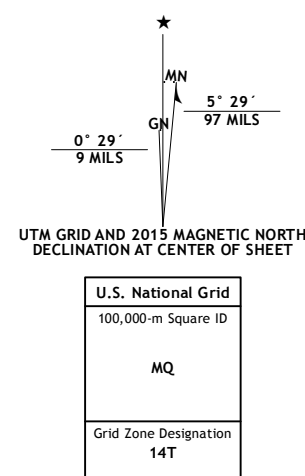 ★
MN
GN
5° 29´
97 MILS
0° 29´
9 MILS
UTM GRID AND 2015 MAGNETIC NORTH
DECLINATION AT CENTER OF SHEET
U.S. National Grid
100,000-m Square ID
MQ
Grid Zone Designation
14T